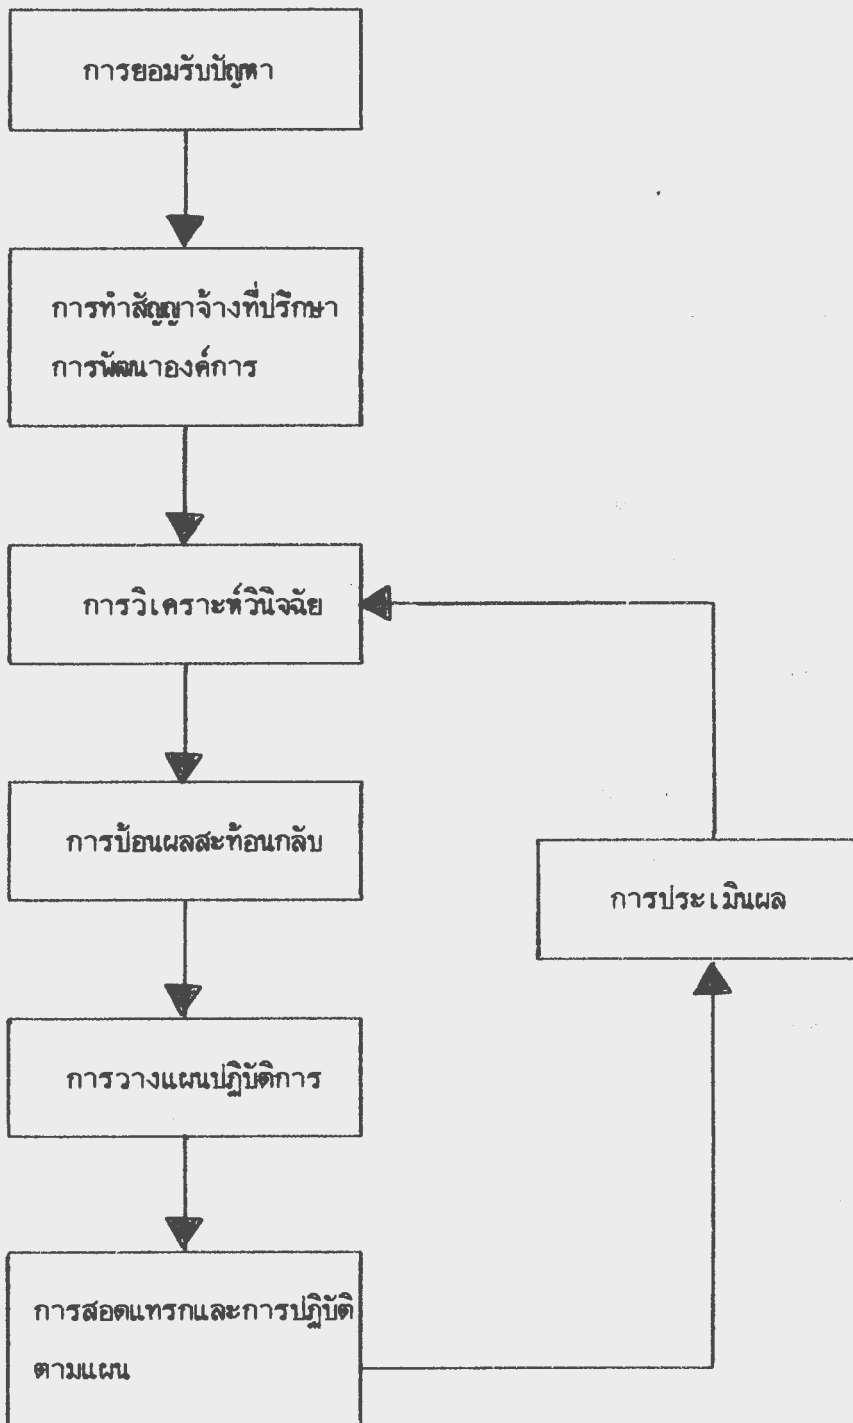 การยอมรับปัญหา
การทำสัญญาจ้างที่ปรึกษา
การพัฒนาองค์การ
การวิเคราะห์วินิจฉัย
การป้อนผลสะท้อนกลับ
การประเมินผล
การวางแผนปฏิบัติการ
การสอดแทรกและการปฏิบัติ
ตามแผน